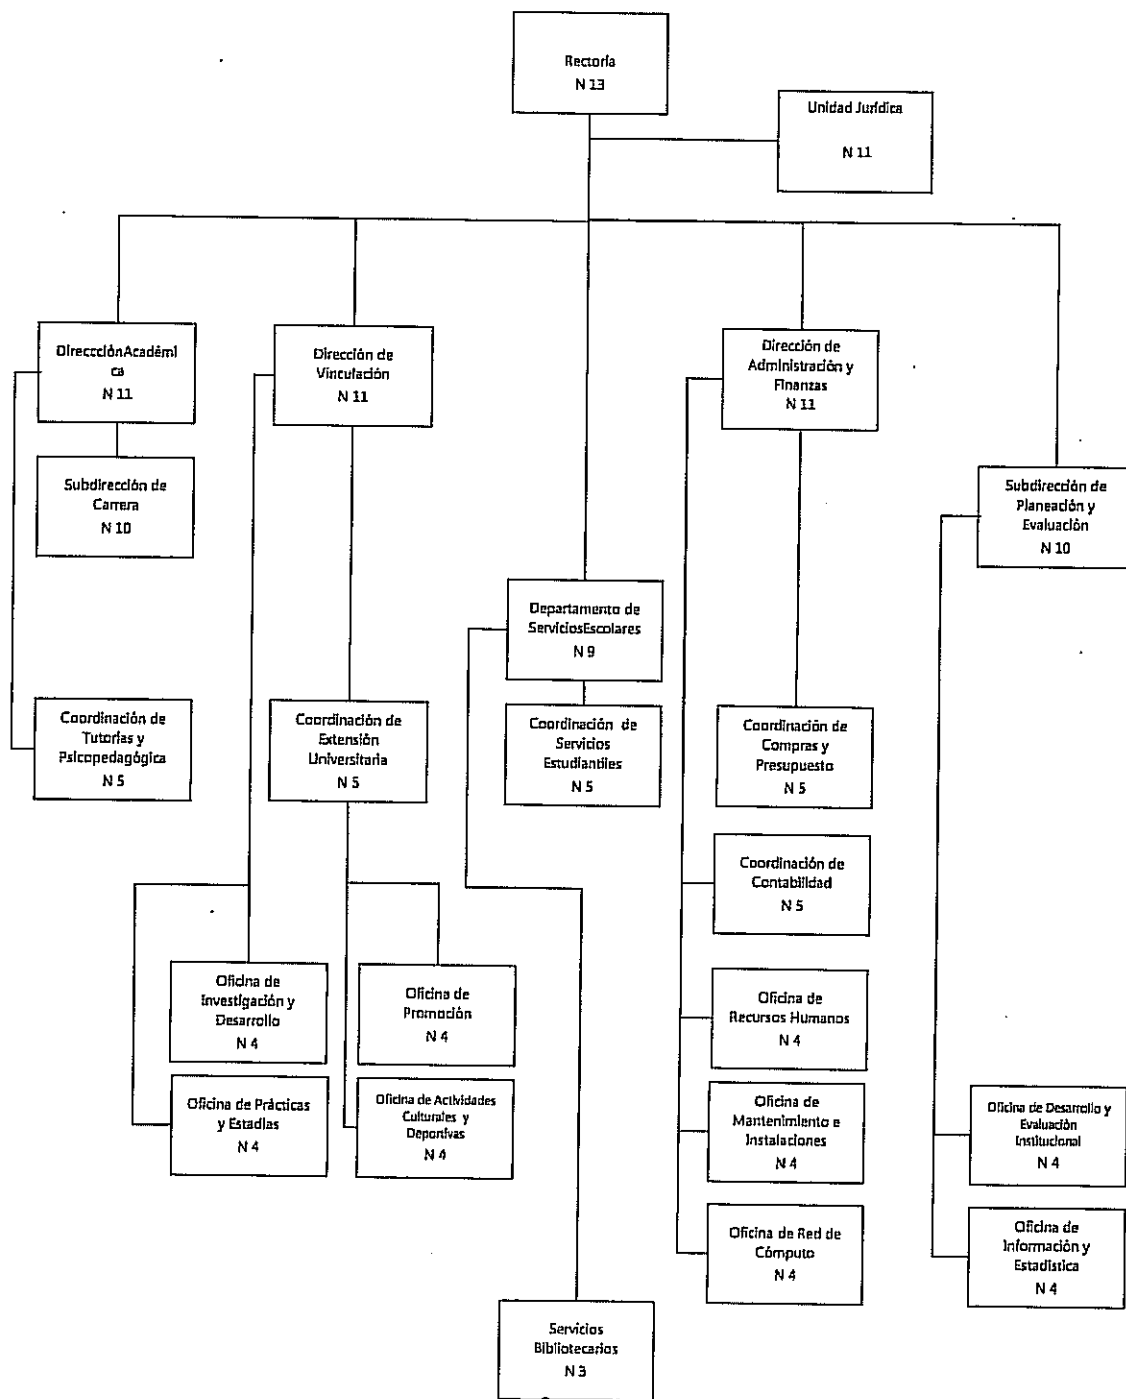 Rectoría
N 13
Unidad Jurídica
N 11
DireccciónAcadémi
ca
N 11
Dirección de
Vinculación
N 11
Dirección de
Administración y
Finanzas
N 11
Subdirección de
Carrera
N 10
Subdirección de
Planeación y
Evaluación
N 10
Departamento de
ServiciosEscolares
N 9
Coordinación de
Tutorías y
Psicopedagógica
N 5
Coordinación de
Extensión
Universitaria
N 5
Coordinación de
Servicios
Estudiantiles
N 5
Coordinación de
Compras y
Presupuesto
N 5
Coordinación de
Contabilidad
N 5
Oficina de
Investigación y
Desarrollo
N 4
Oficina de
Promoción
N 4
Oficina de
Recursos Humanos
N 4
Oficina de Prácticas
y Estadías
N 4
Oficina de Actividades
Culturales y
Deportivas
N 4
Oficina de
Mantenimiento e
Instalaciones
N 4
Oficina de Desarrollo y
Evaluación
Institucional
N 4
Oficina de Red de
Cómputo
N 4
Oficina de
Información y
Estadística
N 4
Servicios
Bibliotecarios
N 3